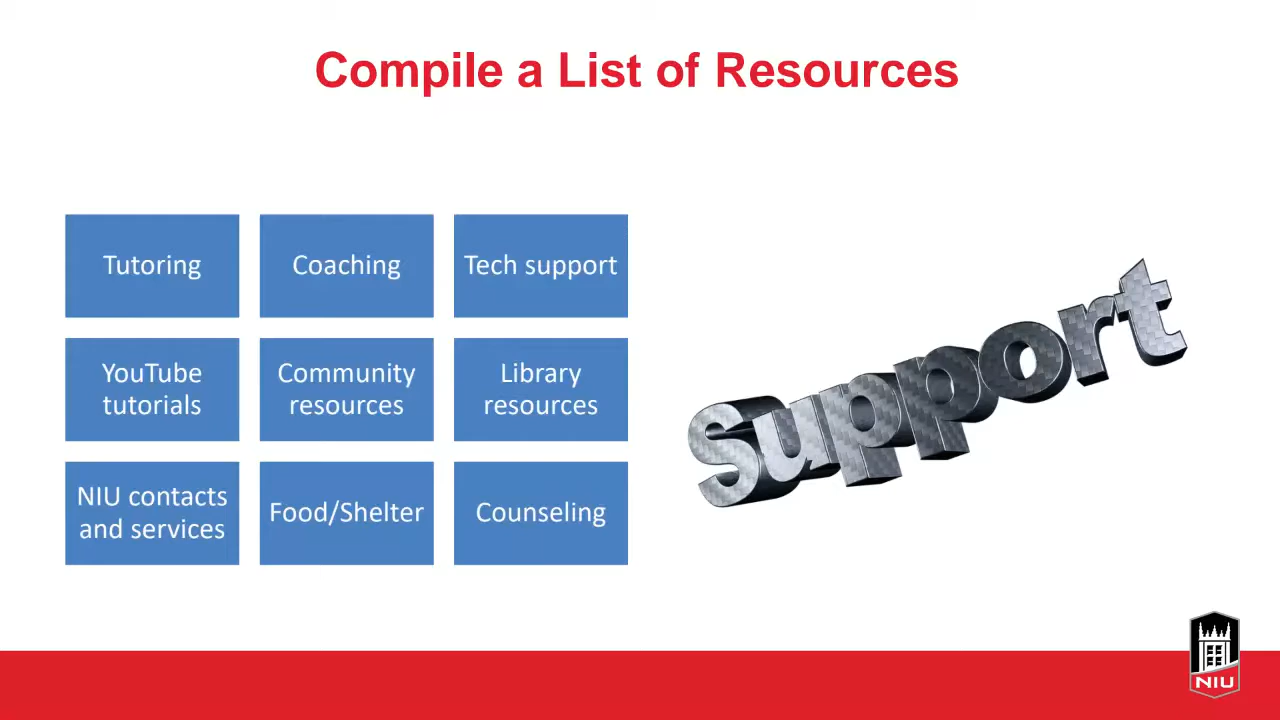 Compile a List of Resources
Tutoring
Coaching
Tech support
YouTube
tutorials
Community
resources
Library
resources
NIU contacts
and services
Food/Shelter
Counseling
Support
NIU